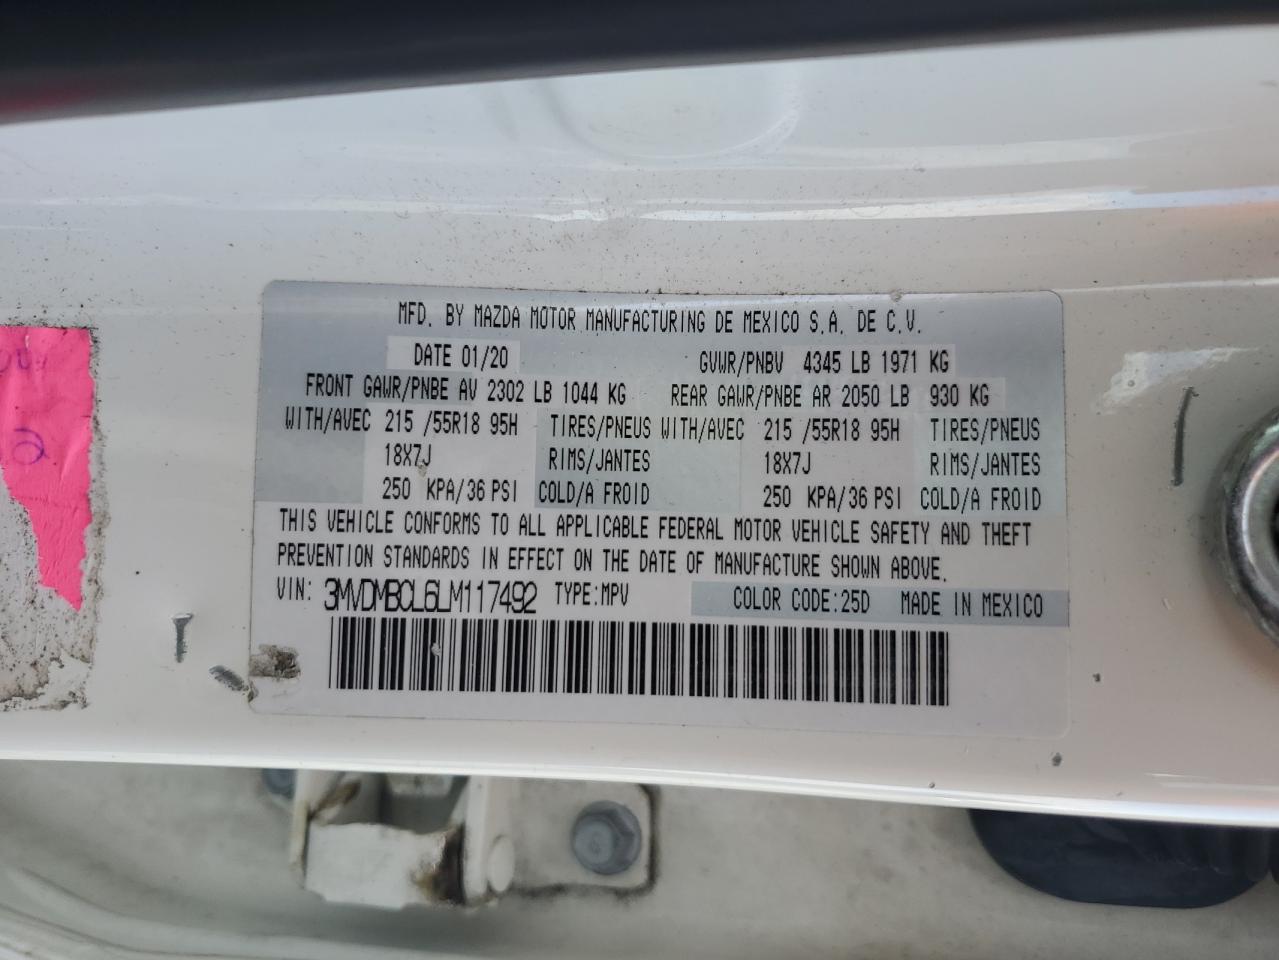 MFD. BY MAZDA MOTOR MANUFACTURING DE MEXICO S.A. DE C.V.
DATE 01/20 GVWR/PNBV 4345 LB 1971 KG
FRONT GAWR/PNBE AV 2302 LB 1044 KG REAR GAWR/PNBE AR 2050 LB 930 KG
WITH/AVEC 215 /55R18 95H TIRES/PNEUS WITH/AVEC 215 /55R18 95H TIRES/PNEUS
18X7J RIMS/JANTES 18X7J RIMS/JANTES
250 KPA/36 PSI COLD/A FROID 250 KPA/36 PSI COLD/A FROID
THIS VEHICLE CONFORMS TO ALL APPLICABLE FEDERAL MOTOR VEHICLE SAFETY AND THEFT
PREVENTION STANDARDS IN EFFECT ON THE DATE OF MANUFACTURE SHOWN ABOVE.
VIN: 3MVDMBCL6LM117492 TYPE:MPV COLOR CODE:25D MADE IN MEXICO
2